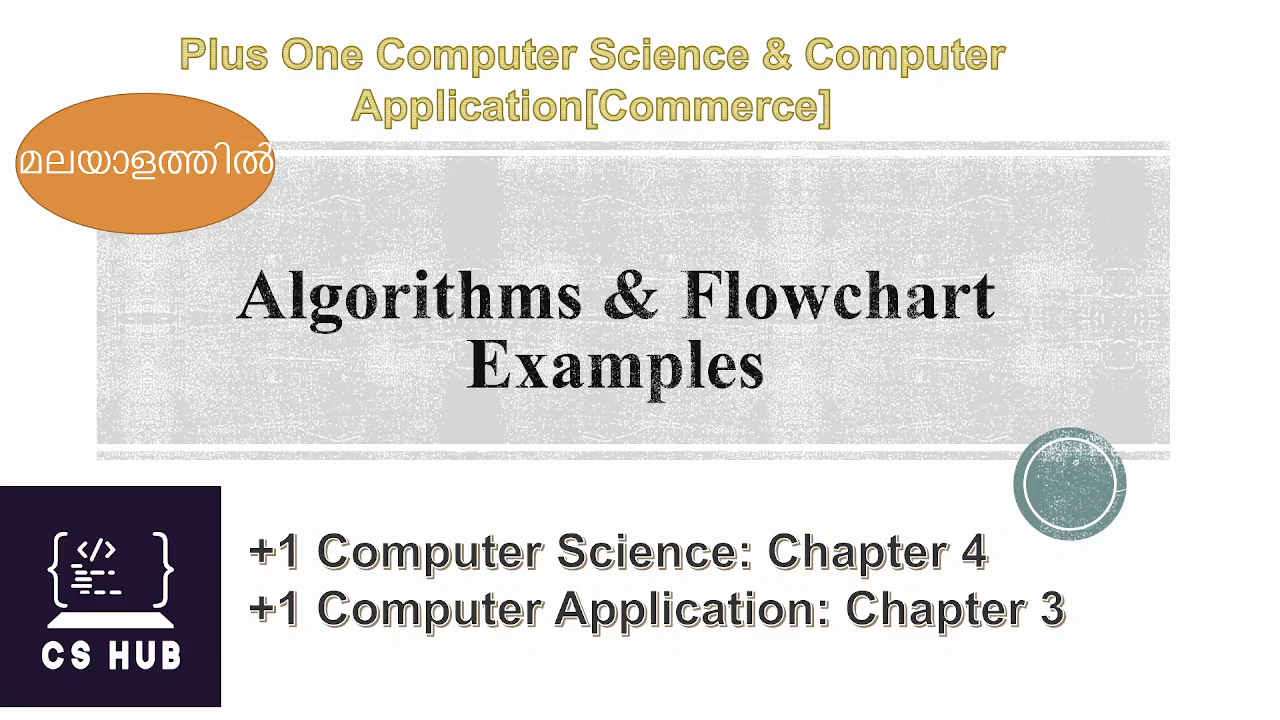 Plus One Computer Science & Computer
Application[Commerce]
മലയാളത്തിൽ
Algorithms & Flowchart
Examples
</>
CS HUB
+1 Computer Science: Chapter 4
+1 Computer Application: Chapter 3